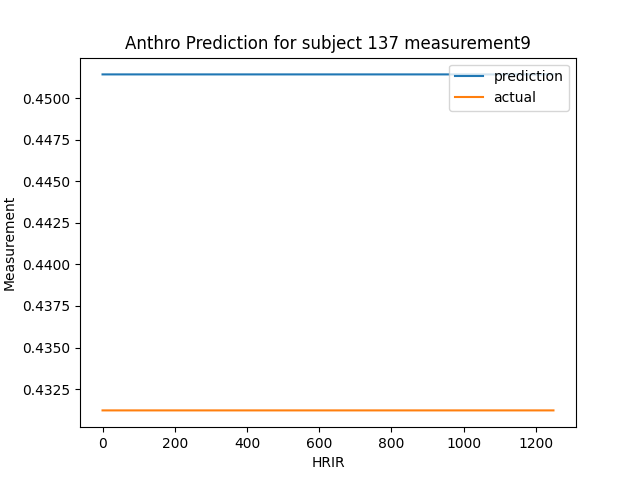 Anthro Prediction for subject 137 measurement9
prediction
actual
0.4500
0.4475
0.4450
0.4425
0.4400
0.4375
0.4350
0.4325
Measurement
0 200 400 600 800 1000 1200
HRIR